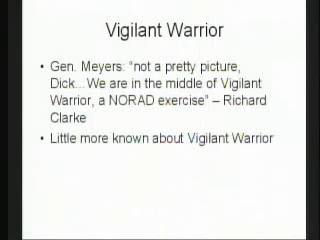 Vigilant Warrior
• Gen. Meyers: “not a pretty picture,
Dick...We are in the middle of Vigilant
Warrior, a NORAD exercise” – Richard
Clarke
• Little more known about Vigilant Warrior